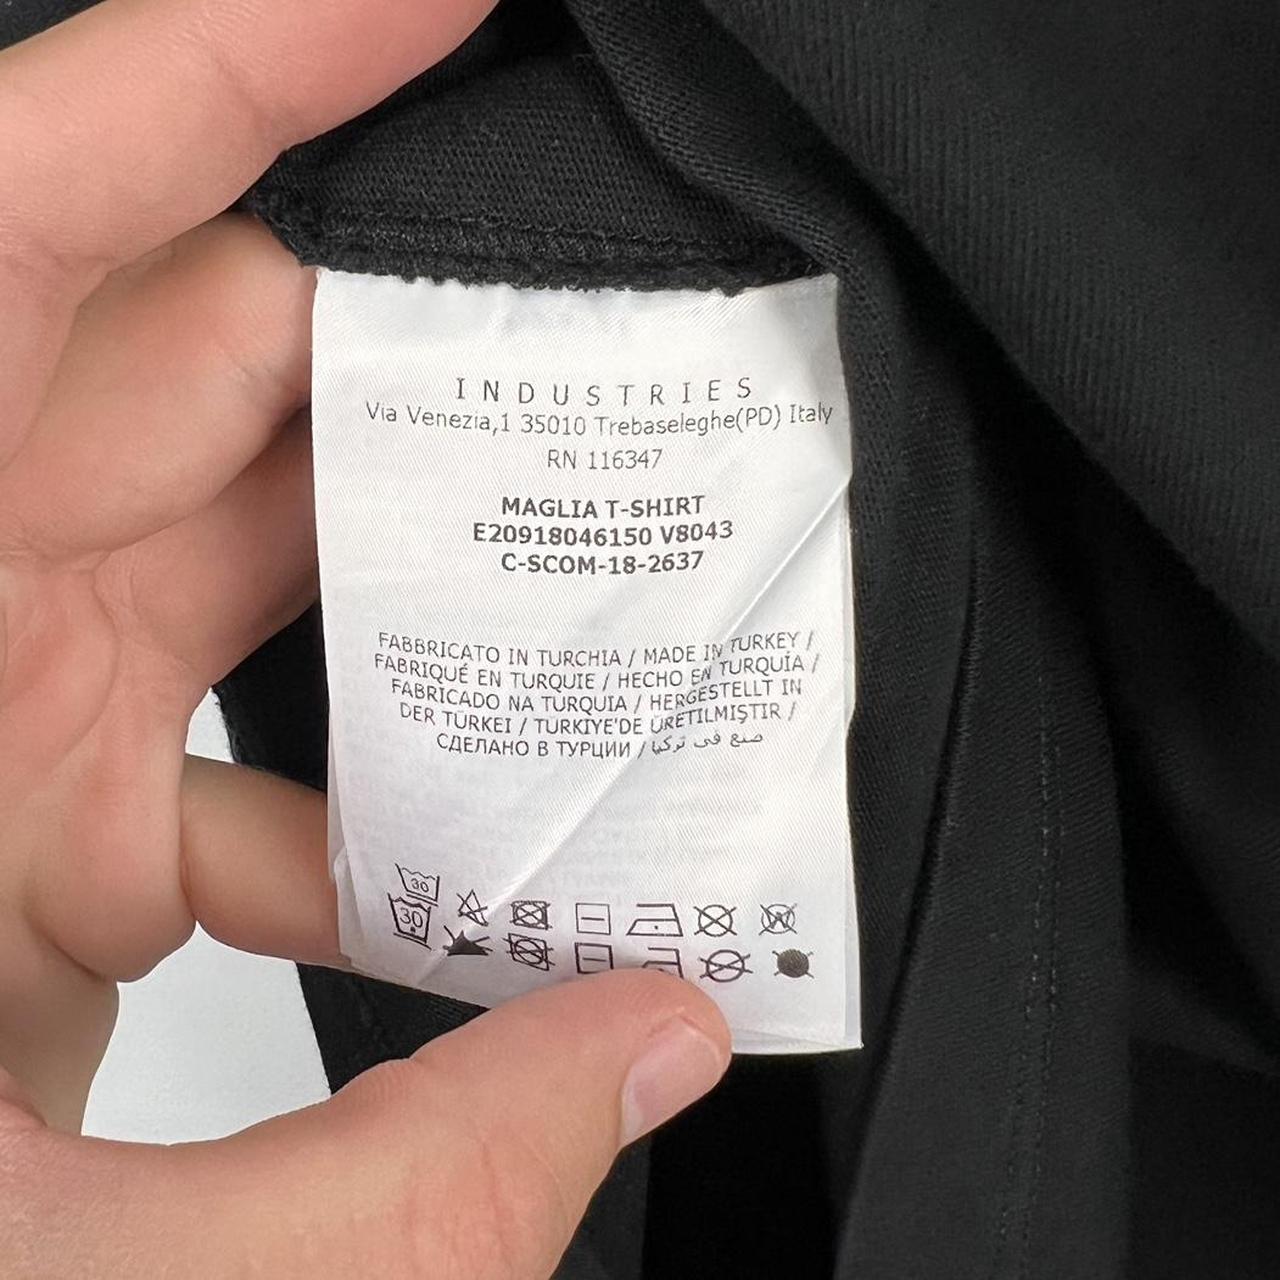 INDUSTRIES
Via Venezia,1 35010 Trebaseleghe(PD) Italy
RN 116347
MAGLIA T-SHIRT
E20918046150 V8043
C-SCOM-18-2637
FABBRICATO IN TURCHIA / MADE IN TURKEY /
FABRIQUÉ EN TURQUIE / HECHO EN TURQUÍA /
FABRICADO NA TURQUIA / HERGESTELLT IN
DER TÜRKEI / TÜRKIYE'DE ÜRETILMIŞTIR /
СДЕЛАНО В ТУРЦИИ / صنع فى تركيا
30
30